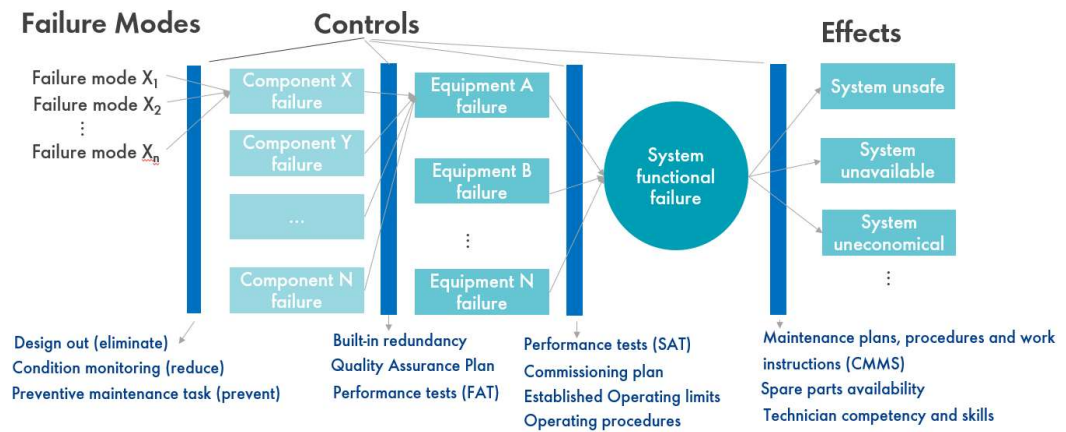 Failure Modes
Controls
Effects
Failure mode X1
Failure mode X2
⋮
Failure mode Xn
Component X
failure
Component Y
failure
...
Component N
failure
Equipment A
failure
Equipment B
failure
⋮
Equipment N
failure
System
functional
failure
System unsafe
System
unavailable
System
uneconomical
⋮
Design out (eliminate)
Condition monitoring (reduce)
Preventive maintenance task (prevent)
Built-in redundancy
Quality Assurance Plan
Performance tests (FAT)
Performance tests (SAT)
Commissioning plan
Established Operating limits
Operating procedures
Maintenance plans, procedures and work
instructions (CMMS)
Spare parts availability
Technician competency and skills